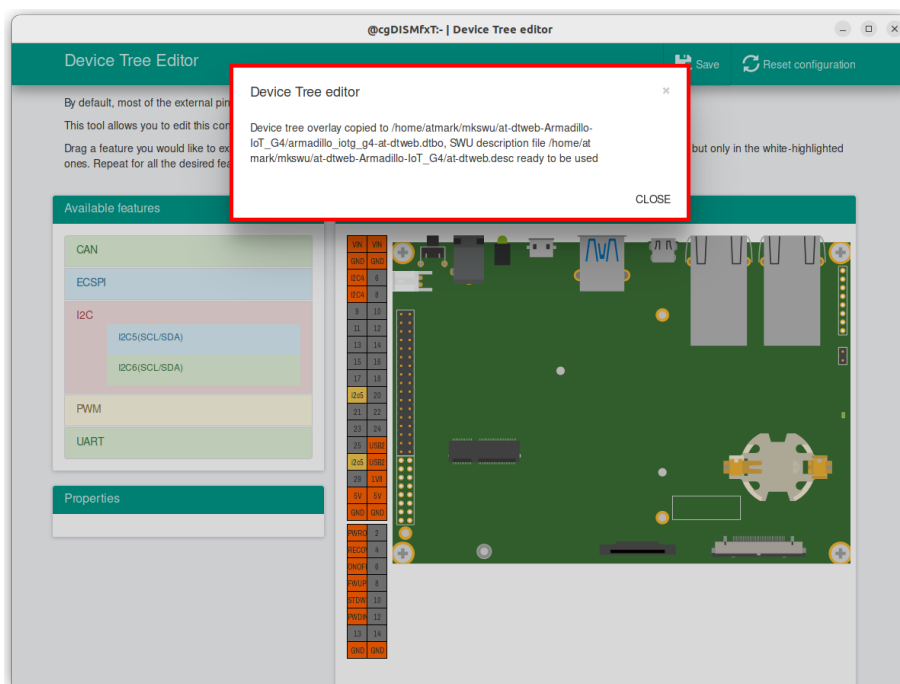 @cgDISMfxT:- | Device Tree editor
Device Tree Editor
Save
Reset configuration
By default, most of the external pin
This tool allows you to edit this con
Drag a feature you would like to ex
but only in the white-highlighted
ones. Repeat for all the desired fea
Device Tree editor
×
Device tree overlay copied to /home/atmark/mkswu/at-dtweb-Armadillo-
IoT_G4/armadillo_iotg_g4-at-dtweb.dtbo, SWU description file /home/at
mark/mkswu/at-dtweb-Armadillo-IoT_G4/at-dtweb.desc ready to be used
CLOSE
Available features
CAN
ECSPI
I2C
I2C5(SCL/SDA)
I2C6(SCL/SDA)
PWM
UART
Properties
VIN VIN
GND GND
I2C4 6
I2C4 8
9 10
11 12
13 14
15 16
17 18
i2c5 20
21 22
23 24
25 USB2
i2c5 USB2
29 1V8
5V 5V
GND GND
PWRO 2
RECO 4
ONOF 6
FWUP 8
STDW 10
PWDI 12
13 14
GND GND